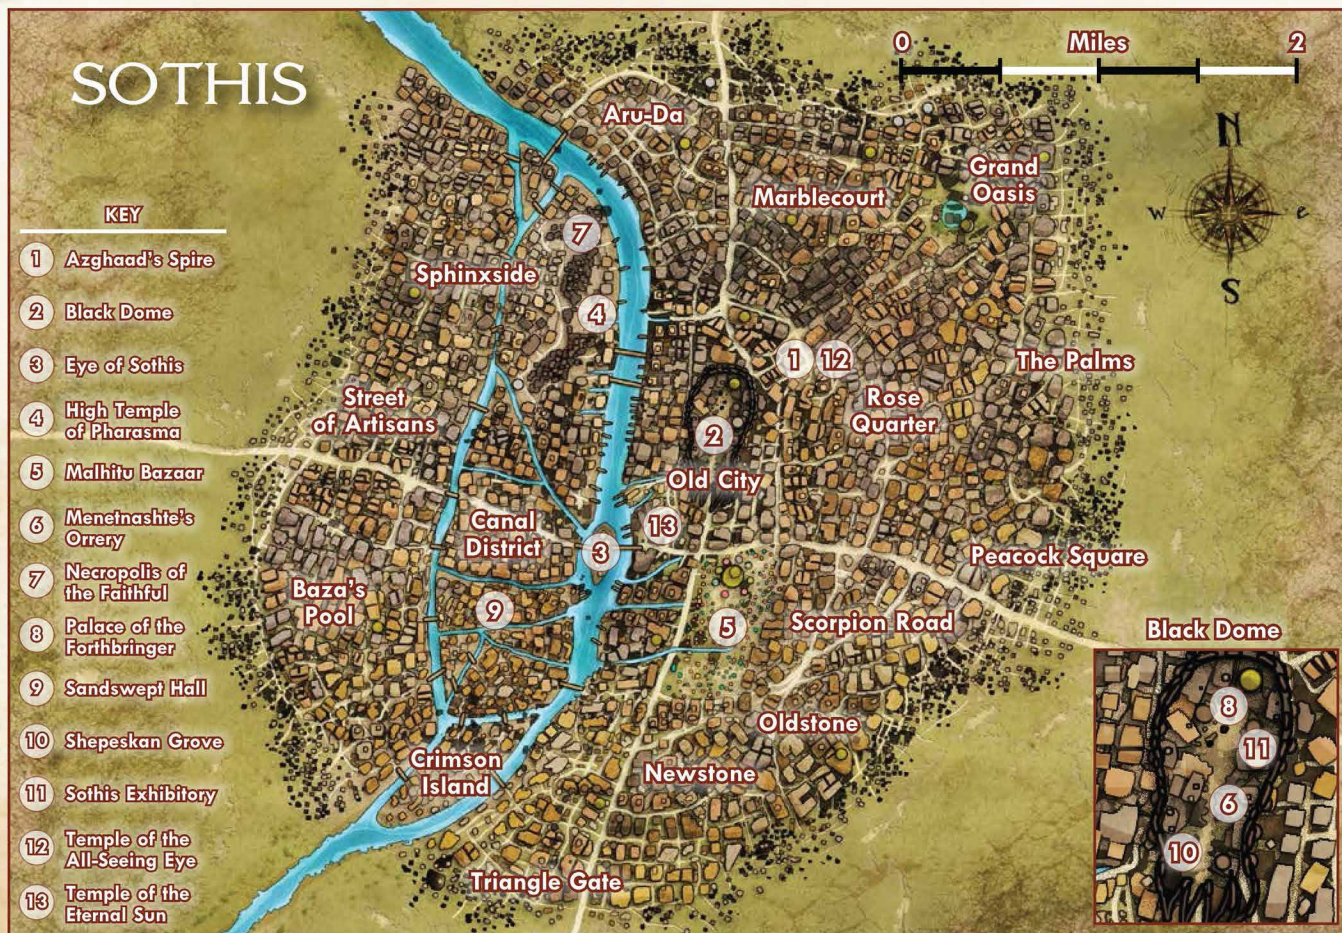 SOTHIS
0 Miles 2
N
W e
S
KEY
1 Azghaad's Spire
2 Black Dome
3 Eye of Sothis
4 High Temple
of Pharasma
5 Malhitu Bazaar
6 Menetnashte's
Orrery
7 Necropolis of
the Faithful
8 Palace of the
Forthbringer
9 Sandswept Hall
10 Shepeskan Grove
11 Sothis Exhibitory
12 Temple of the
All-Seeing Eye
13 Temple of the
Eternal Sun
Aru-Da
Marblecourt
Grand
Oasis
7
Sphinxside
4
1
12
The Palms
Street
of Artisans
Rose
Quarter
2
Old City
Canal
District
13
3
Peacock Square
Baza's
Pool
9
5
Scorpion Road
Oldstone
Crimson
Island
Newstone
Triangle Gate
Black Dome
8
11
6
10